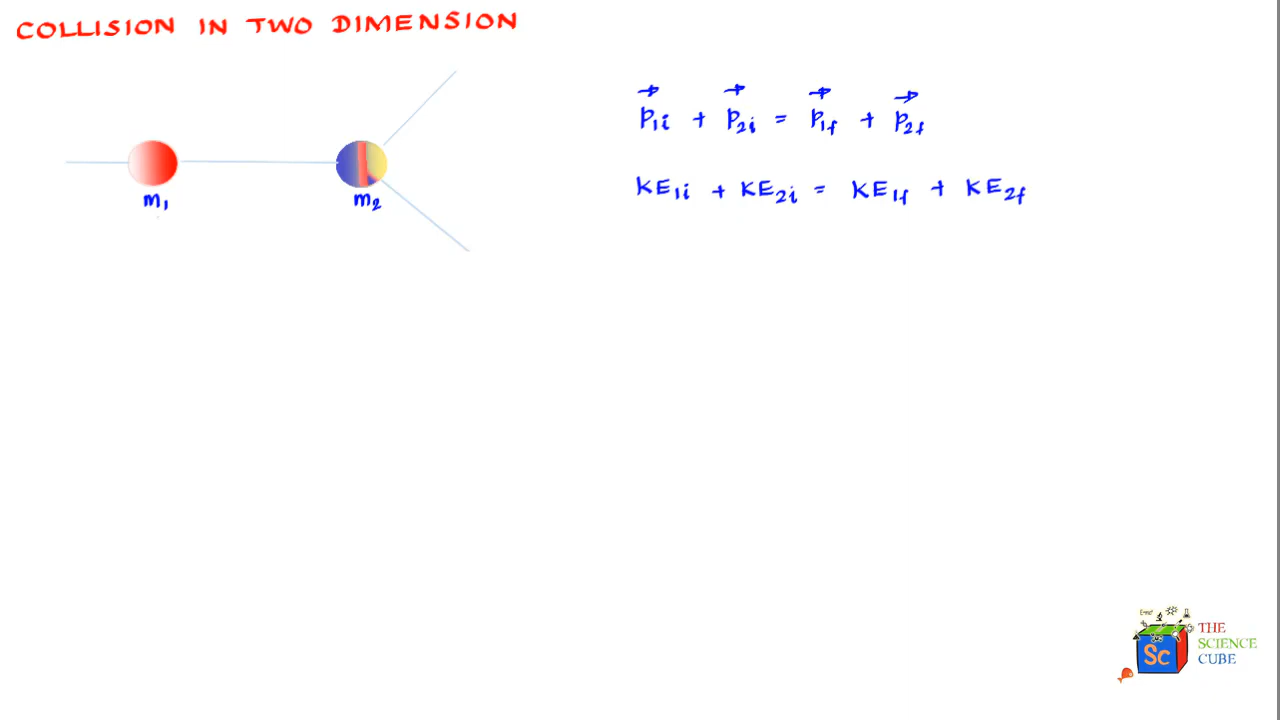 COLLISION IN TWO DIMENSION
p⃗₁ᵢ + p⃗₂ᵢ = p⃗₁f + p⃗₂f
KE₁ᵢ + KE₂ᵢ = KE₁f + KE₂f
m₁
m₂
Sc
THE
SCIENCE
CUBE